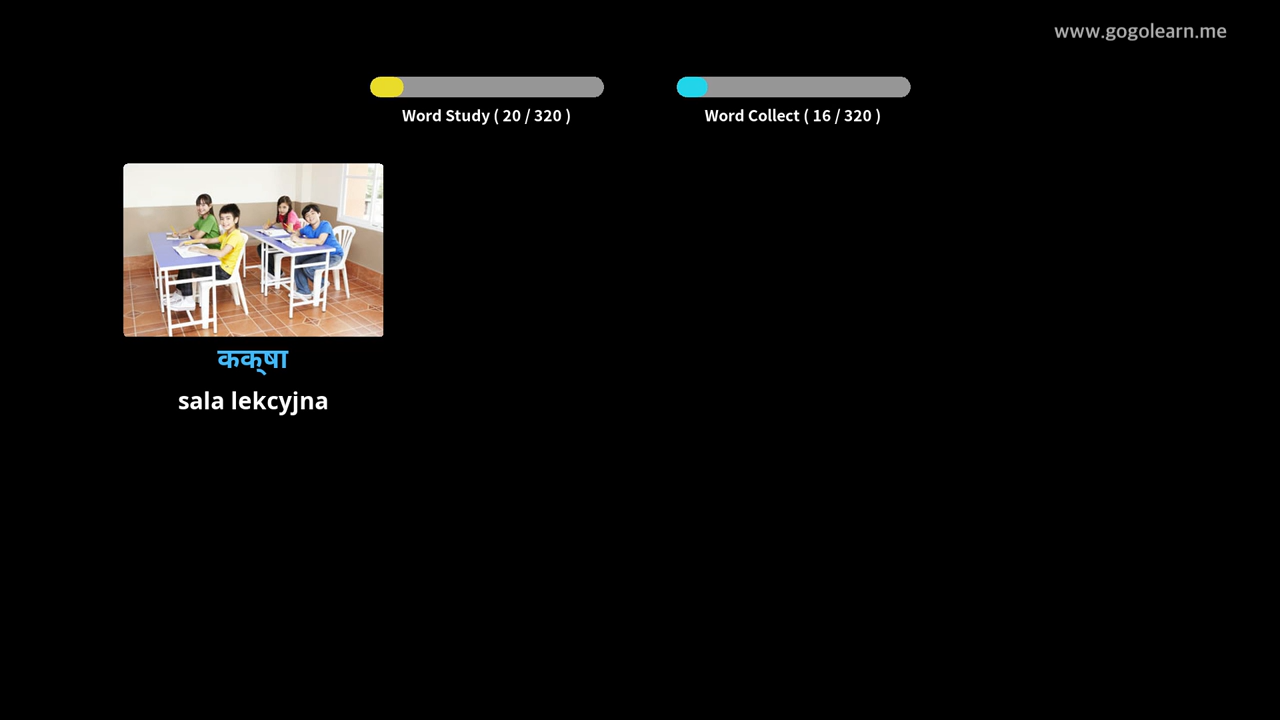 www.gogolearn.me
Word Study ( 20 / 320 )
Word Collect ( 16 / 320 )
कक्षा
sala lekcyjna